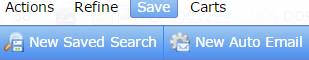 Actions Refine Save Carts
New Saved Search New Auto Email